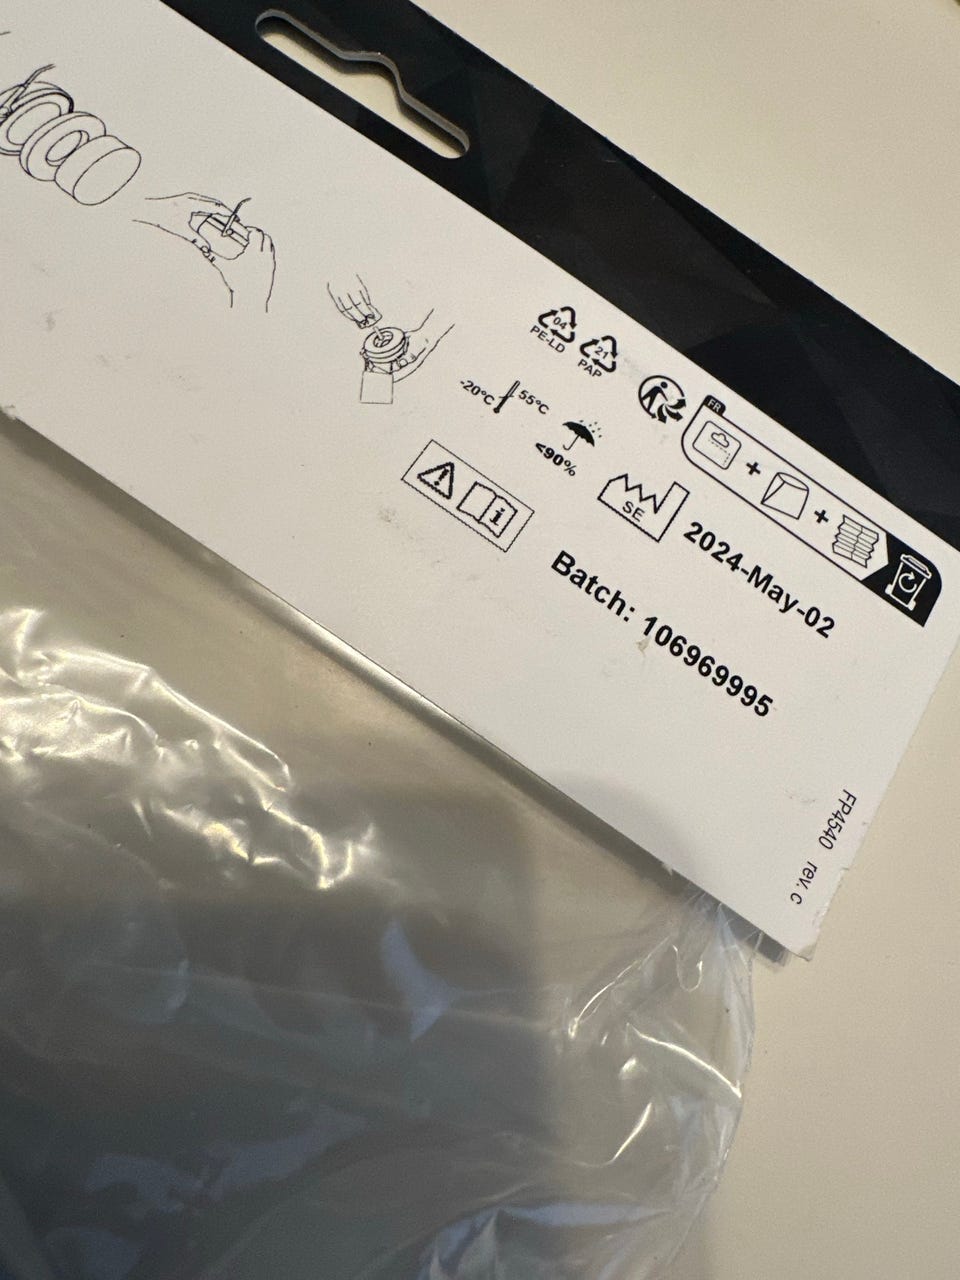 04
PE-LD
21
PAP
-20°C
55°C
<90%
FR
i
SE
2024-May-02
Batch: 106969995
FP4540 rev. c